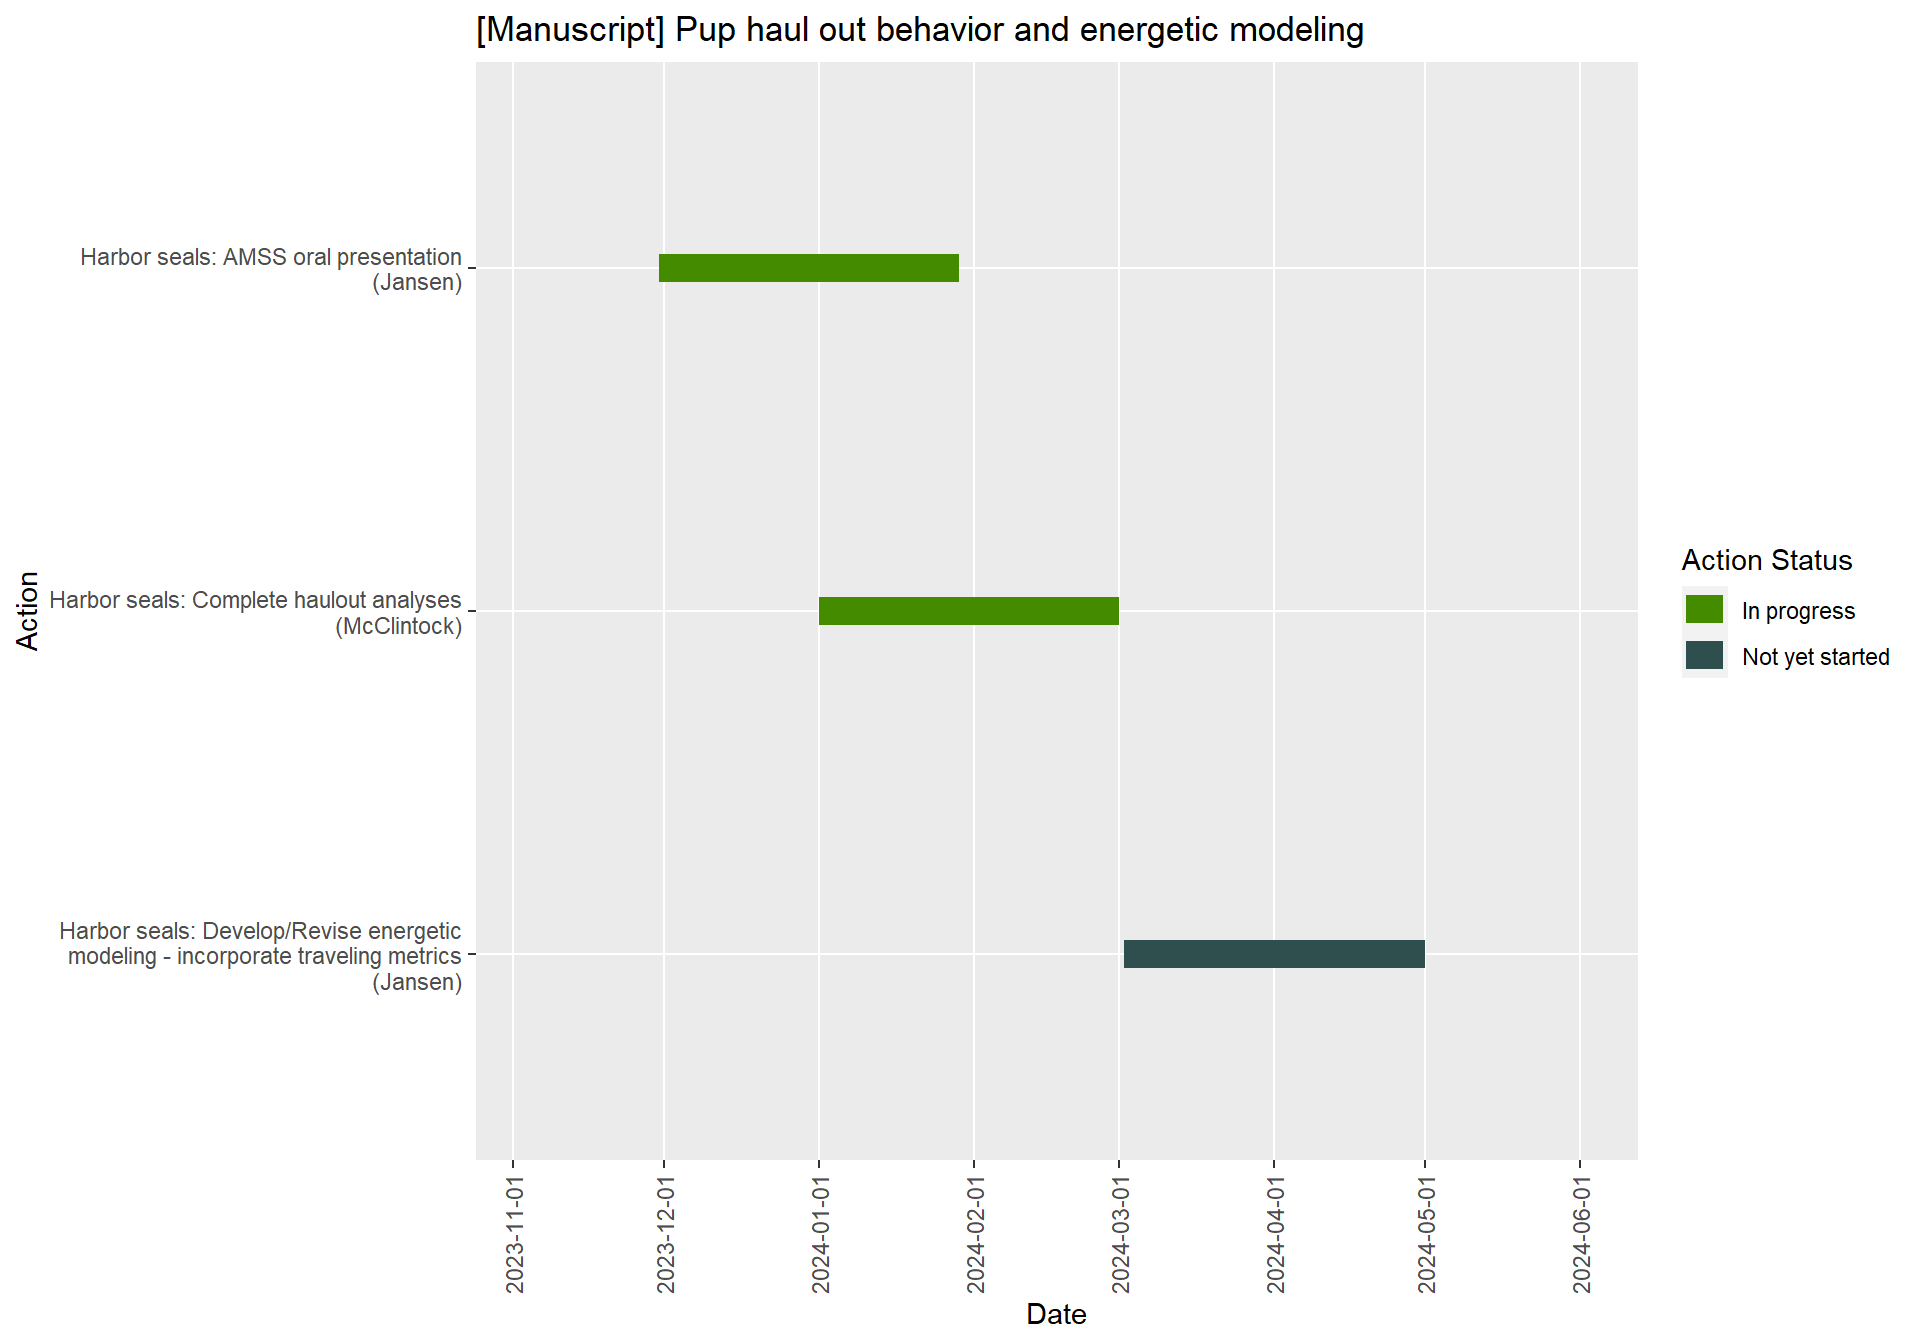 [Manuscript] Pup haul out behavior and energetic modeling
Action
Harbor seals: AMSS oral presentation
(Jansen)
Harbor seals: Complete haulout analyses
(McClintock)
Harbor seals: Develop/Revise energetic
modeling - incorporate traveling metrics
(Jansen)
2023-11-01
2023-12-01
2024-01-01
2024-02-01
2024-03-01
2024-04-01
2024-05-01
2024-06-01
Date
Action Status
In progress
Not yet started